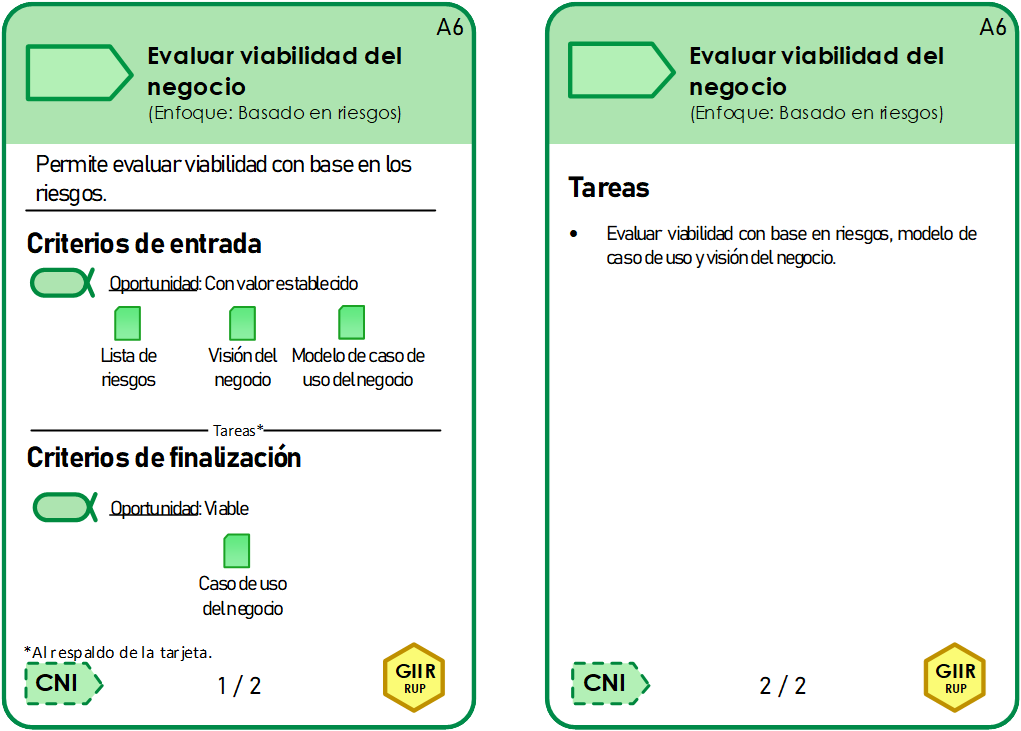 A6
Evaluar viabilidad del
negocio
(Enfoque: Basado en riesgos)
Permite evaluar viabilidad con base en los
riesgos.
Criterios de entrada
Oportunidad: Con valor establecido
Lista de
riesgos
Visión del
negocio
Modelo de caso de
uso del negocio
Tareas*
Criterios de finalización
Oportunidad: Viable
Caso de uso
del negocio
*Al respaldo de la tarjeta.
CNI
1 / 2
GIIR
RUP
A6
Evaluar viabilidad del
negocio
(Enfoque: Basado en riesgos)
Tareas
• Evaluar viabilidad con base en riesgos, modelo de
caso de uso y visión del negocio.
CNI
2 / 2
GIIR
RUP